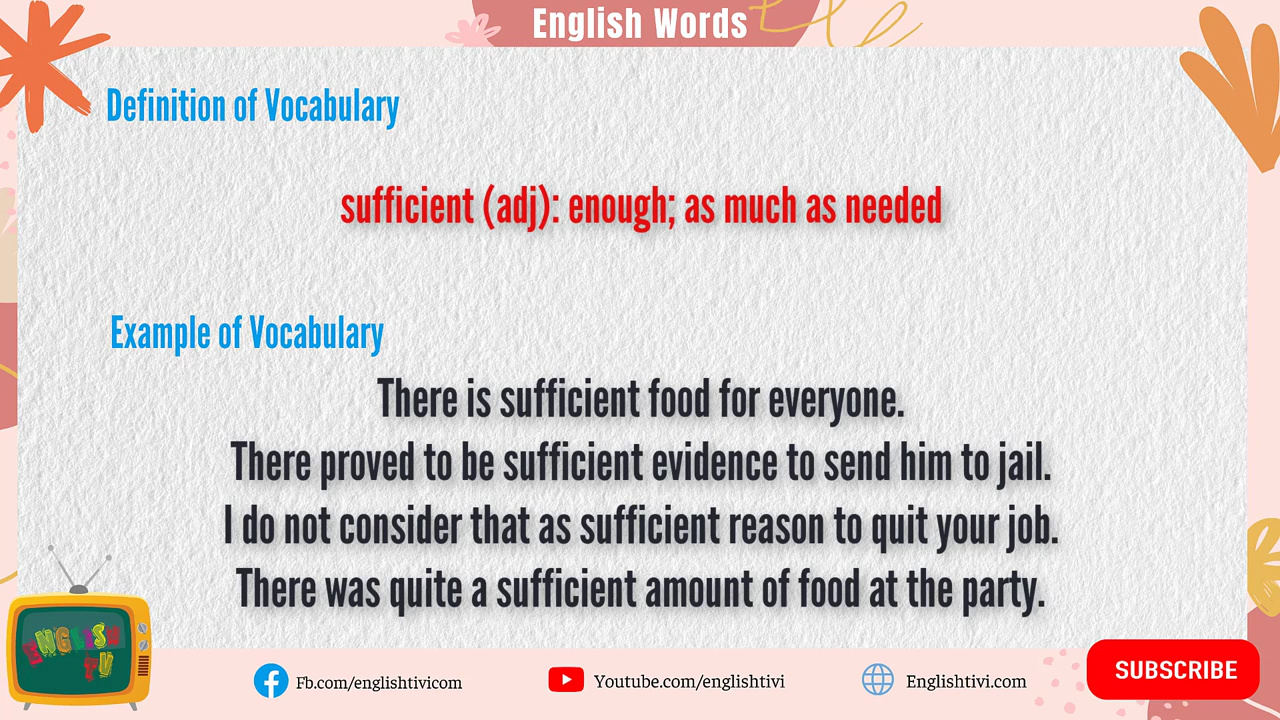 English Words
Definition of Vocabulary
sufficient (adj): enough; as much as needed
Example of Vocabulary
There is sufficient food for everyone.
There proved to be sufficient evidence to send him to jail.
I do not consider that as sufficient reason to quit your job.
There was quite a sufficient amount of food at the party.
ENGLISH
TV
Fb.com/englishtivicom
Youtube.com/englishtivi
Englishtivi.com
SUBSCRIBE